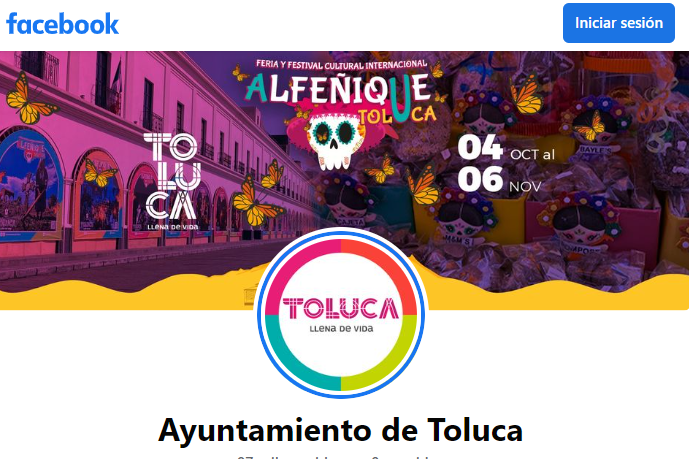 facebook
Iniciar sesión
FERIA Y FESTIVAL CULTURAL INTERNACIONAL
ALFEÑIQUE
TOLUCA
TO
LU
CA
LLENA DE VIDA
04 OCT al
06 NOV
TOLUCA
LLENA DE VIDA
Ayuntamiento de Toluca